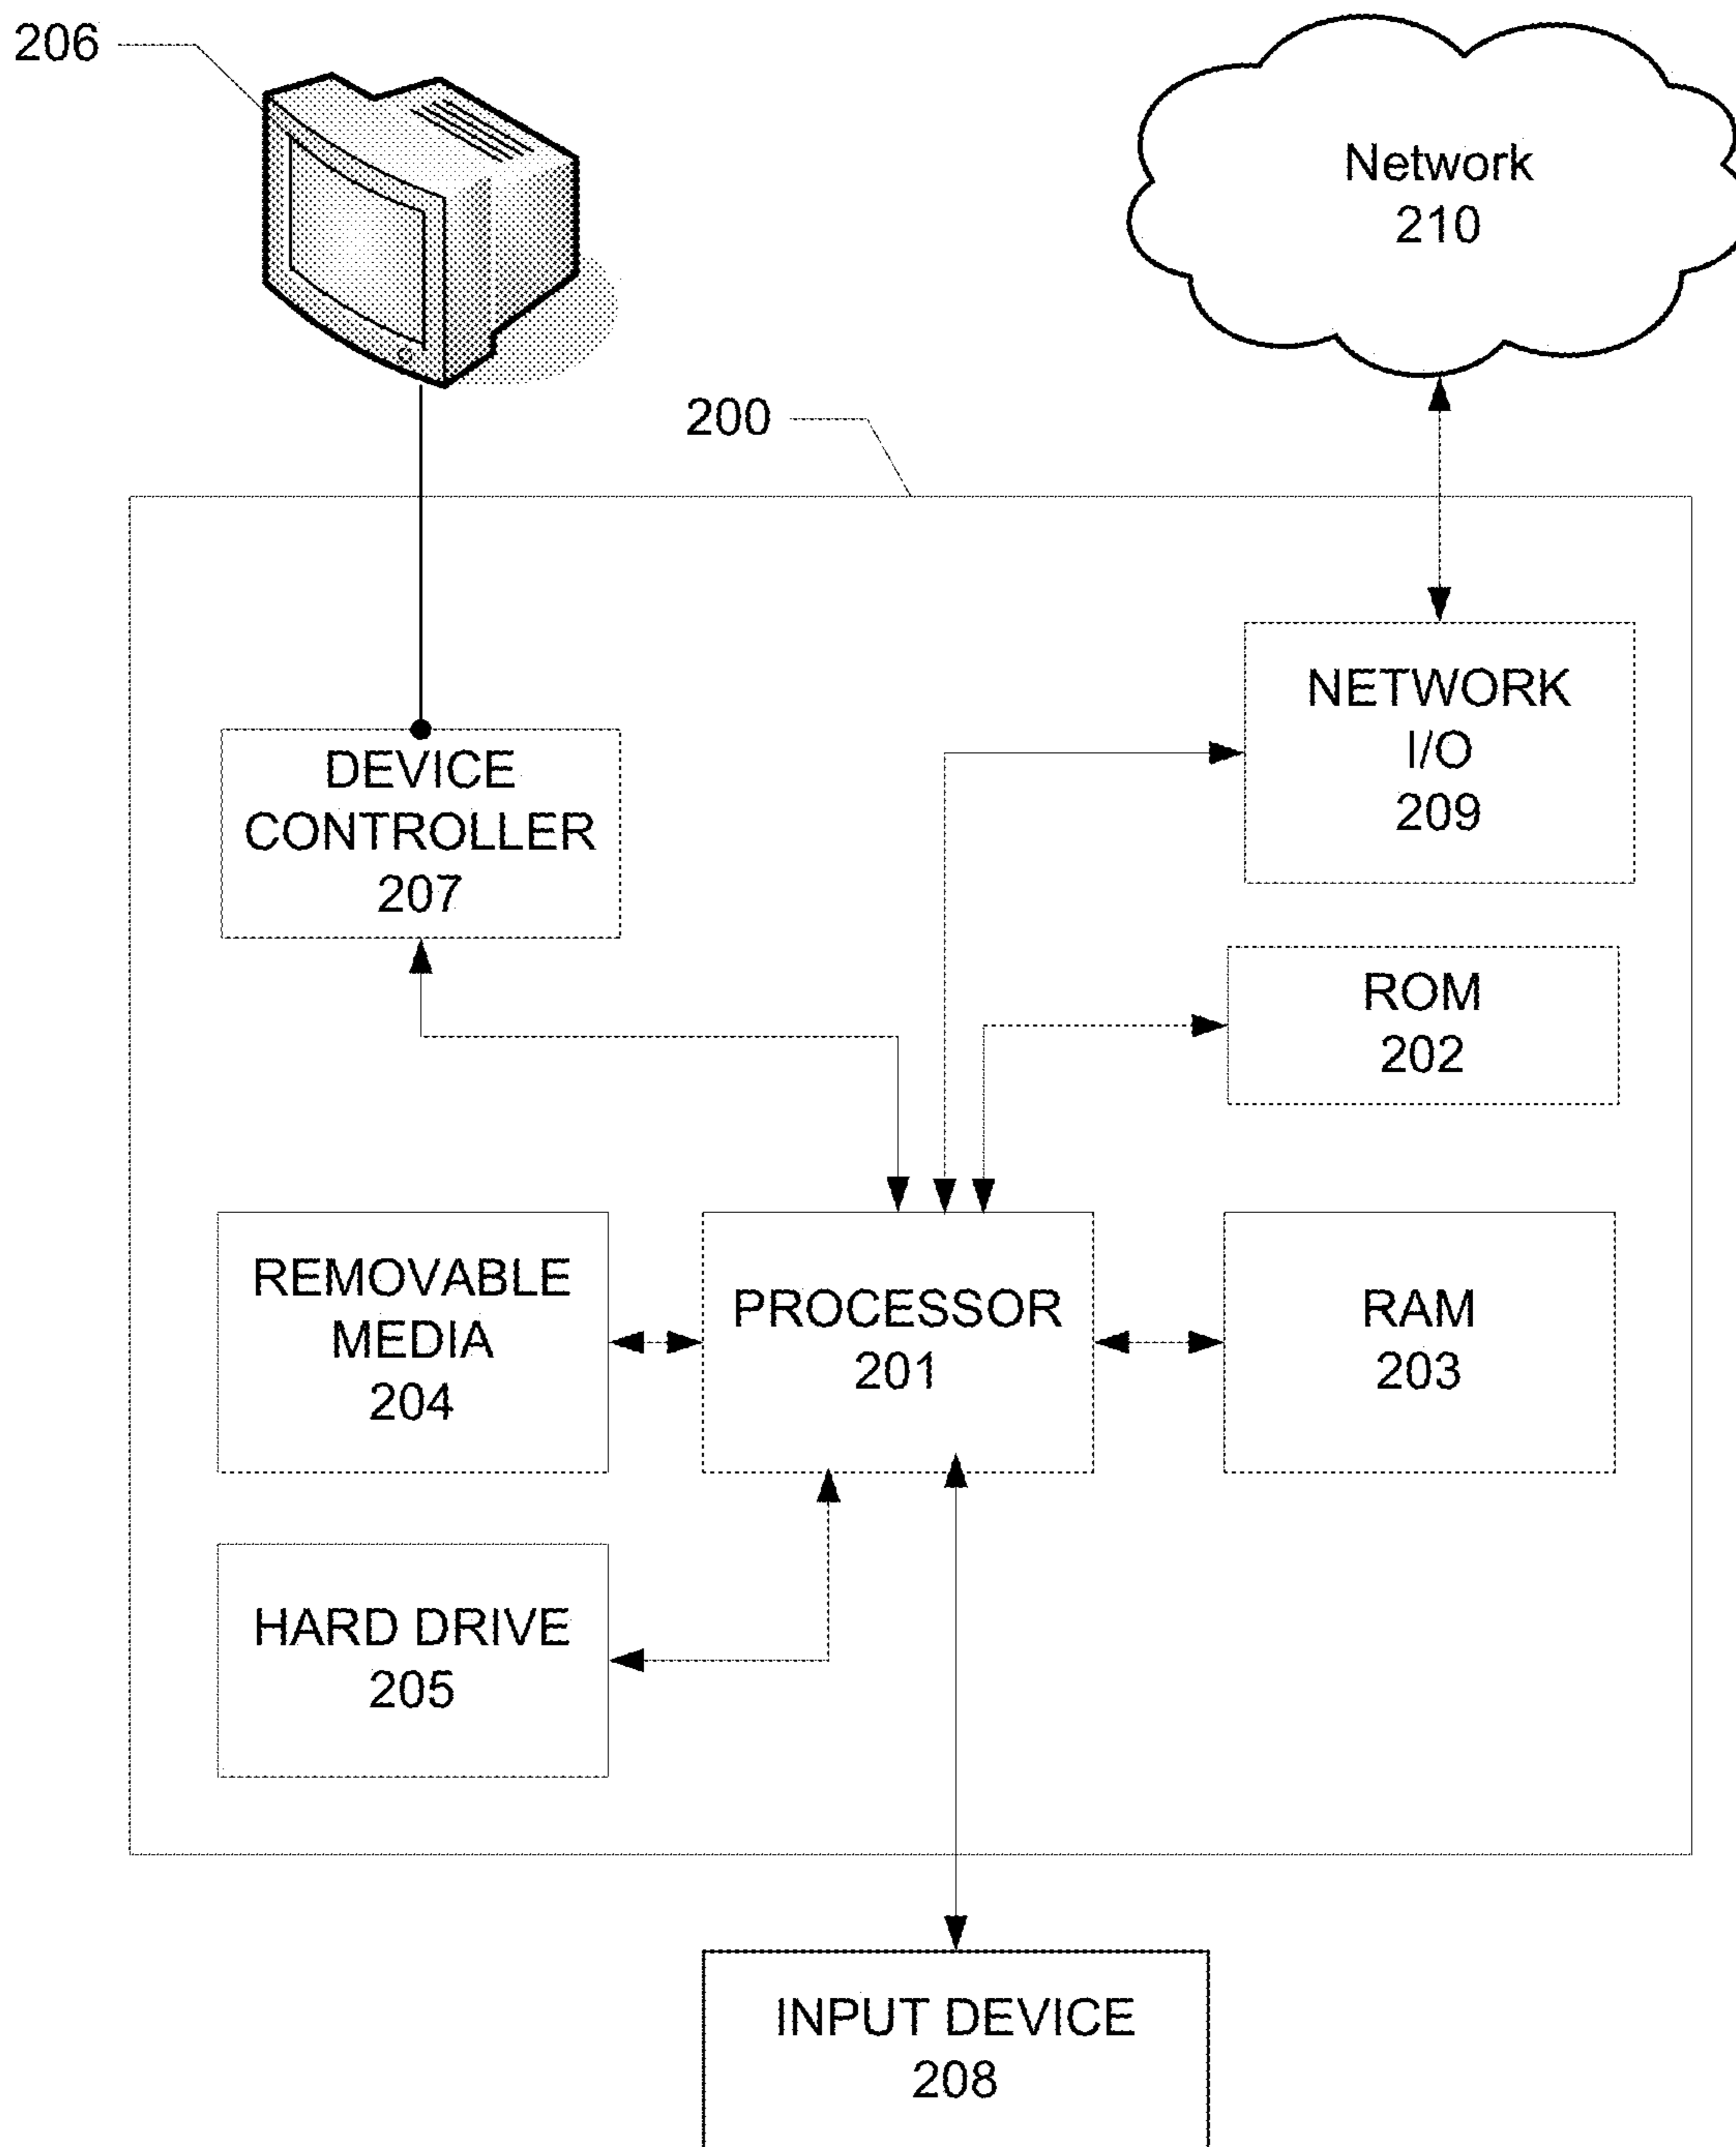 206
Network
210
200
NETWORK
I/O
209
DEVICE
CONTROLLER
207
ROM
202
REMOVABLE
MEDIA
204
PROCESSOR
201
RAM
203
HARD DRIVE
205
INPUT DEVICE
208